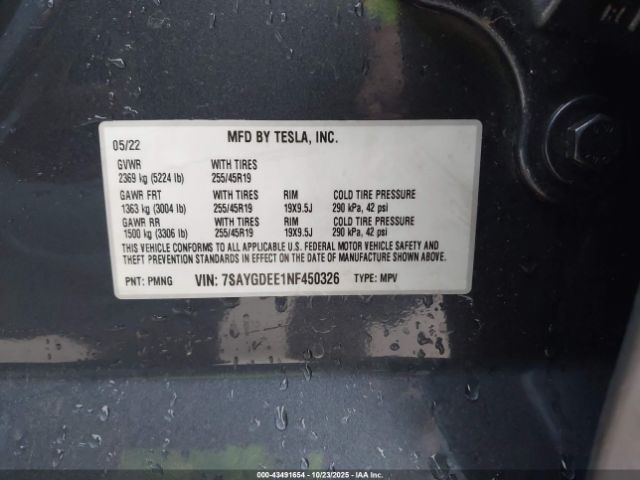 05/22 MFD BY TESLA, INC.
GVWR WITH TIRES
2369 kg (5224 lb) 255/45R19
GAWR FRT WITH TIRES RIM COLD TIRE PRESSURE
1363 kg (3004 lb) 255/45R19 19X9.5J 290 kPa, 42 psi
GAWR RR WITH TIRES RIM COLD TIRE PRESSURE
1500 kg (3306 lb) 255/45R19 19X9.5J 290 kPa, 42 psi
THIS VEHICLE CONFORMS TO ALL APPLICABLE U.S. FEDERAL MOTOR VEHICLE SAFETY AND
THEFT PREVENTION STANDARDS IN EFFECT ON THE DATE OF MANUFACTURE SHOWN ABOVE.
PNT: PMNG VIN: 7SAYGDEE1NF450326 TYPE: MPV
000-43491654 - 10/23/2025 - IAA Inc.